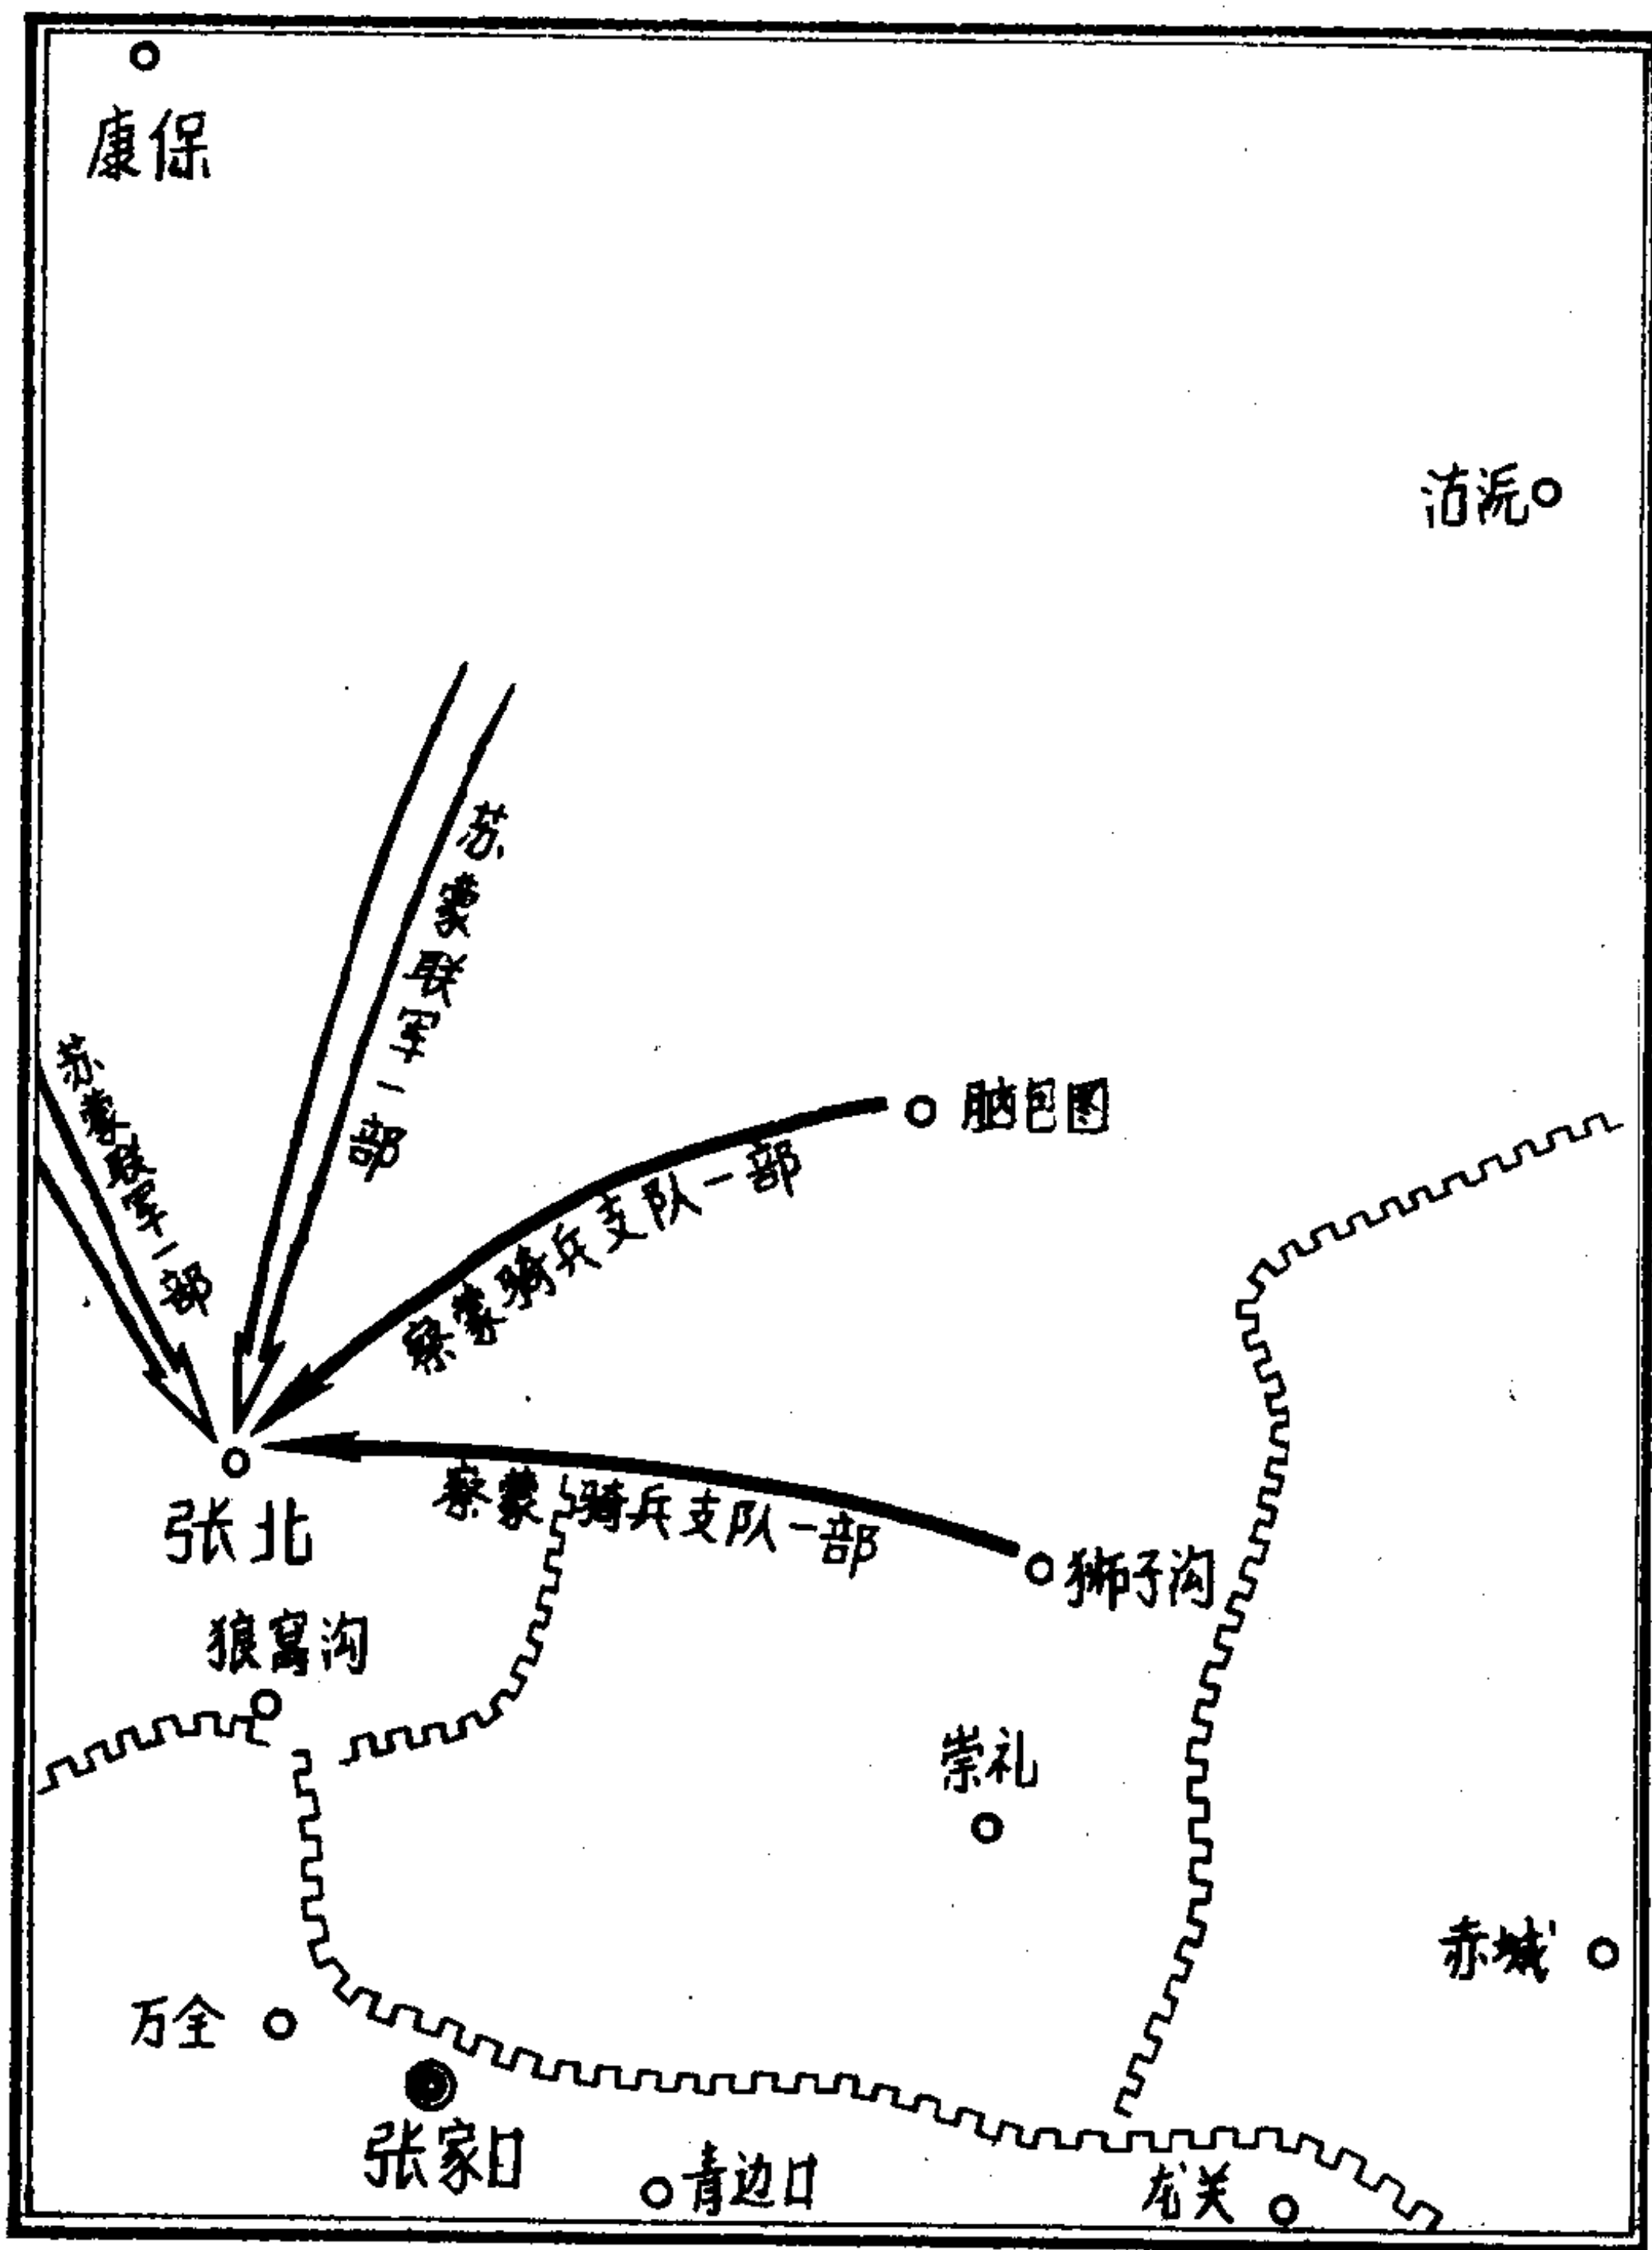 康保
沽沅
苏蒙联军一部
苏蒙联军一部
脑包图
察蒙骑兵支队一部
察蒙骑兵支队一部
张北
狮子沟
狼窝沟
崇礼
赤城
万全
张家口
青边口
龙关